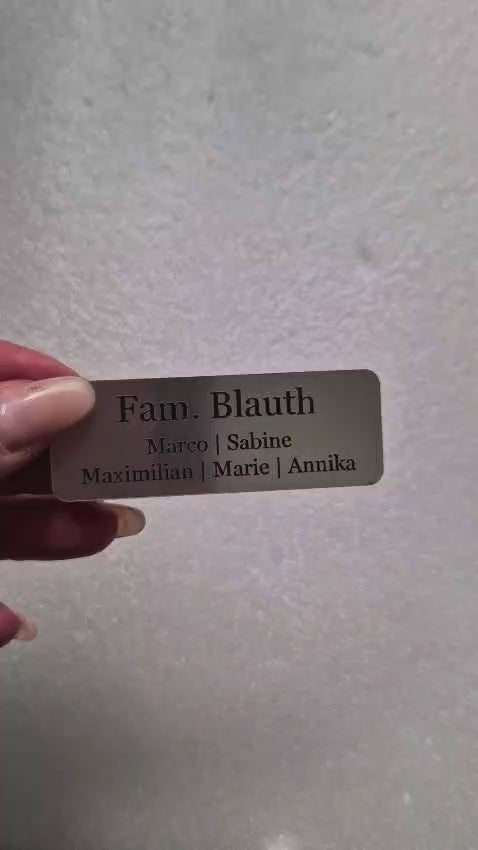 Fam. Blauth
Marco | Sabine
Maximilian | Marie | Annika